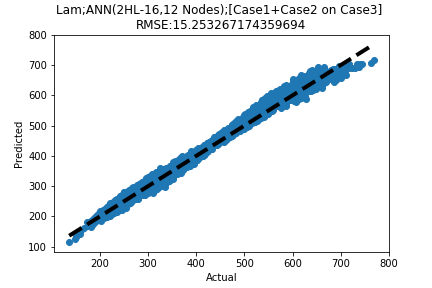 Lam;ANN(2HL-16,12 Nodes);[Case1+Case2 on Case3]
RMSE:15.253267174359694
800
700
600
500
400
300
200
100
Predicted
200 300 400 500 600 700 800
Actual